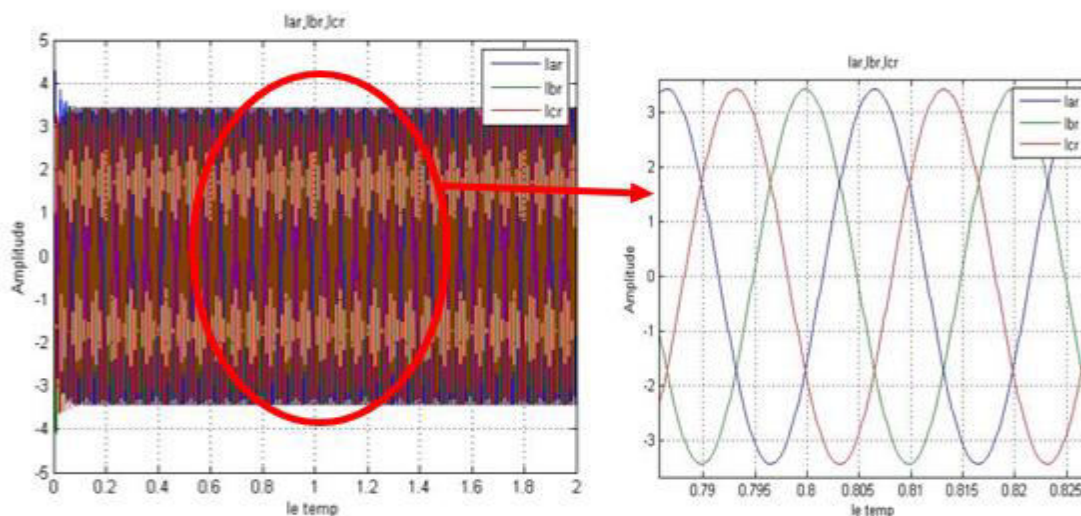 Iar,Ibr,Icr
5
4
3
2
1
0
-1
-2
-3
-4
-5
Amplitude
Iar
Ibr
Icr
0 0.2 0.4 0.6 0.8 1 1.2 1.4 1.6 1.8 2
le temp
Iar,Ibr,Icr
3
2
1
0
-1
-2
-3
Amplitude
Iar
Ibr
Icr
0.79 0.795 0.8 0.805 0.81 0.815 0.82 0.825
le temp